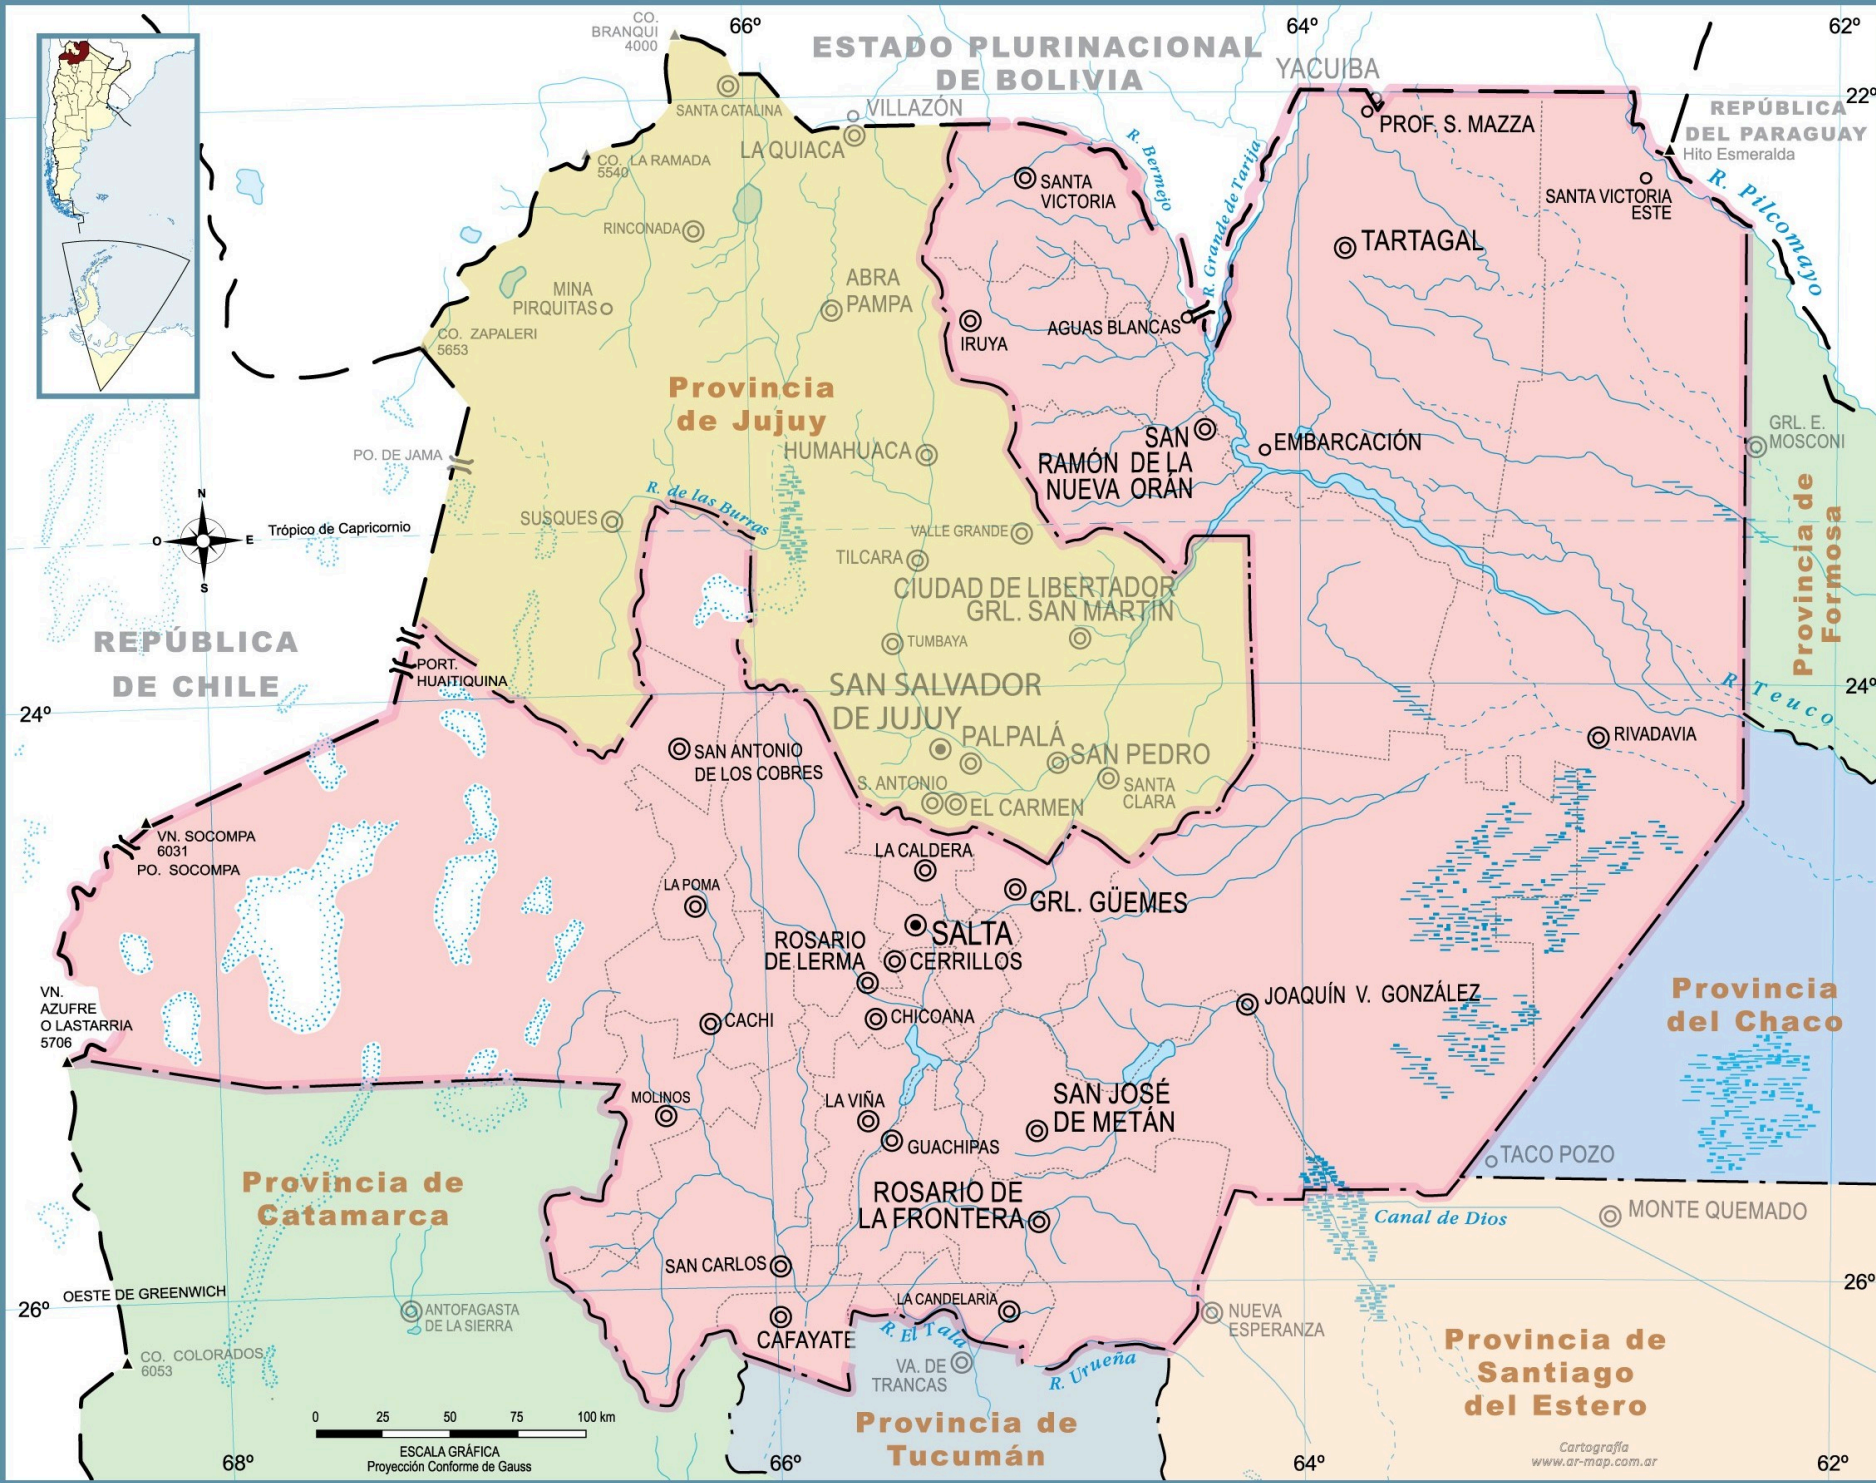 66º
64º
62º
CO.
BRANQUI
4000
ESTADO PLURINACIONAL
DE BOLIVIA
YACUIBA
22º
SANTA CATALINA
VILLAZÓN
LA QUIACA
PROF. S. MAZZA
REPÚBLICA
DEL PARAGUAY
Hito Esmeralda
CO. LA RAMADA
5540
R. Bermejo
R. Grande de Tarija
SANTA
VICTORIA
SANTA VICTORIA
ESTE
R. Pilcomayo
RINCONADA
TARTAGAL
MINA
PIRQUITAS
ABRA
PAMPA
CO. ZAPALERI
5653
IRUYA
AGUAS BLANCAS
Provincia
de Jujuy
HUMAHUACA
SAN
RAMÓN DE LA
NUEVA ORÁN
EMBARCACIÓN
GRL. E.
MOSCONI
PO. DE JAMA
R. de las Burras
N
O
E
S
Trópico de Capricornio
SUSQUES
VALLE GRANDE
TILCARA
CIUDAD DE LIBERTADOR
GRL. SAN MARTÍN
Provincia de
Formosa
TUMBAYA
REPÚBLICA
DE CHILE
PORT.
HUAITIQUINA
SAN SALVADOR
DE JUJUY
PALPALÁ
SAN PEDRO
24º
24º
R. Teuco
SAN ANTONIO
DE LOS COBRES
S. ANTONIO
EL CARMEN
SANTA
CLARA
RIVADAVIA
VN. SOCOMPA
6031
PO. SOCOMPA
LA CALDERA
LA POMA
GRL. GÜEMES
SALTA
ROSARIO
DE LERMA
CERRILLOS
VN.
AZUFRE
O LASTARRIA
5706
CACHI
CHICOANA
JOAQUÍN V. GONZÁLEZ
Provincia
del Chaco
MOLINOS
LA VIÑA
SAN JOSÉ
DE METÁN
GUACHIPAS
TACO POZO
Provincia de
Catamarca
ROSARIO DE
LA FRONTERA
Canal de Dios
MONTE QUEMADO
SAN CARLOS
OESTE DE GREENWICH
26º
26º
ANTOFAGASTA
DE LA SIERRA
LA CANDELARIA
CAFAYATE
R. El Tala
NUEVA
ESPERANZA
CO. COLORADOS
6053
VA. DE
TRANCAS
R. Urueña
Provincia de
Santiago
del Estero
Provincia de
Tucumán
0 25 50 75 100 km
ESCALA GRÁFICA
Proyección Conforme de Gauss
Cartografía
www.ar-map.com.ar
68º
66º
64º
62º